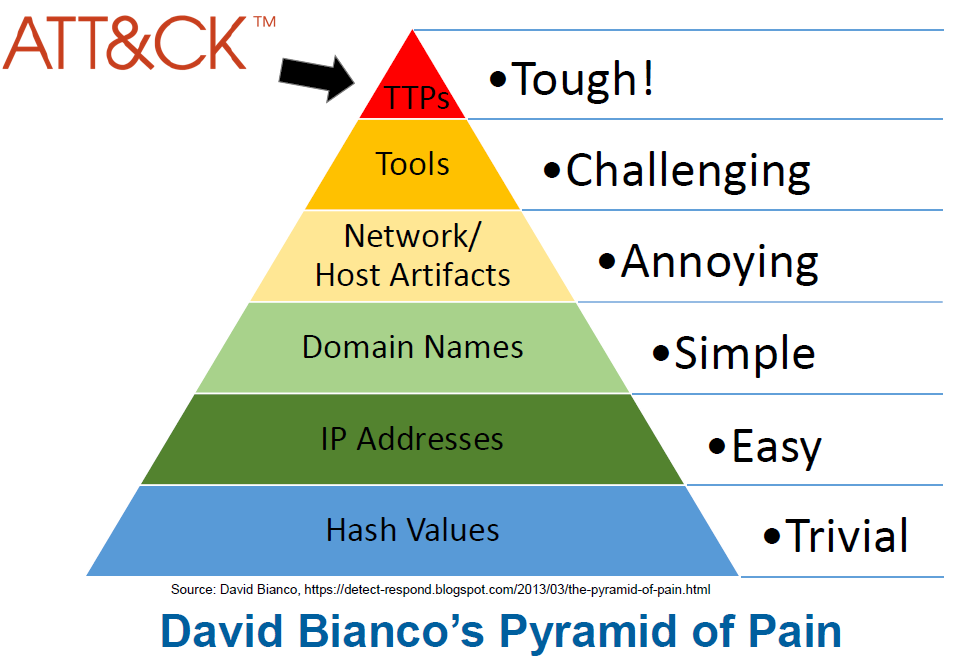 ATT&CK™
TTPs
•Tough!
Tools
•Challenging
Network/
Host Artifacts
•Annoying
Domain Names
•Simple
IP Addresses
•Easy
Hash Values
•Trivial
Source: David Bianco, https://detect-respond.blogspot.com/2013/03/the-pyramid-of-pain.html
David Bianco’s Pyramid of Pain